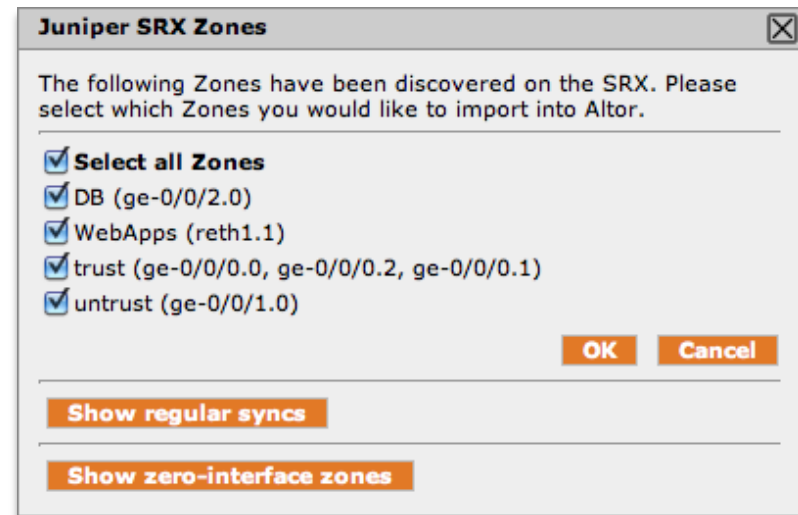 Juniper SRX Zones
The following Zones have been discovered on the SRX. Please
select which Zones you would like to import into Altor.
Select all Zones
DB (ge-0/0/2.0)
WebApps (reth1.1)
trust (ge-0/0/0.0, ge-0/0/0.2, ge-0/0/0.1)
untrust (ge-0/0/1.0)
OK Cancel
Show regular syncs
Show zero-interface zones